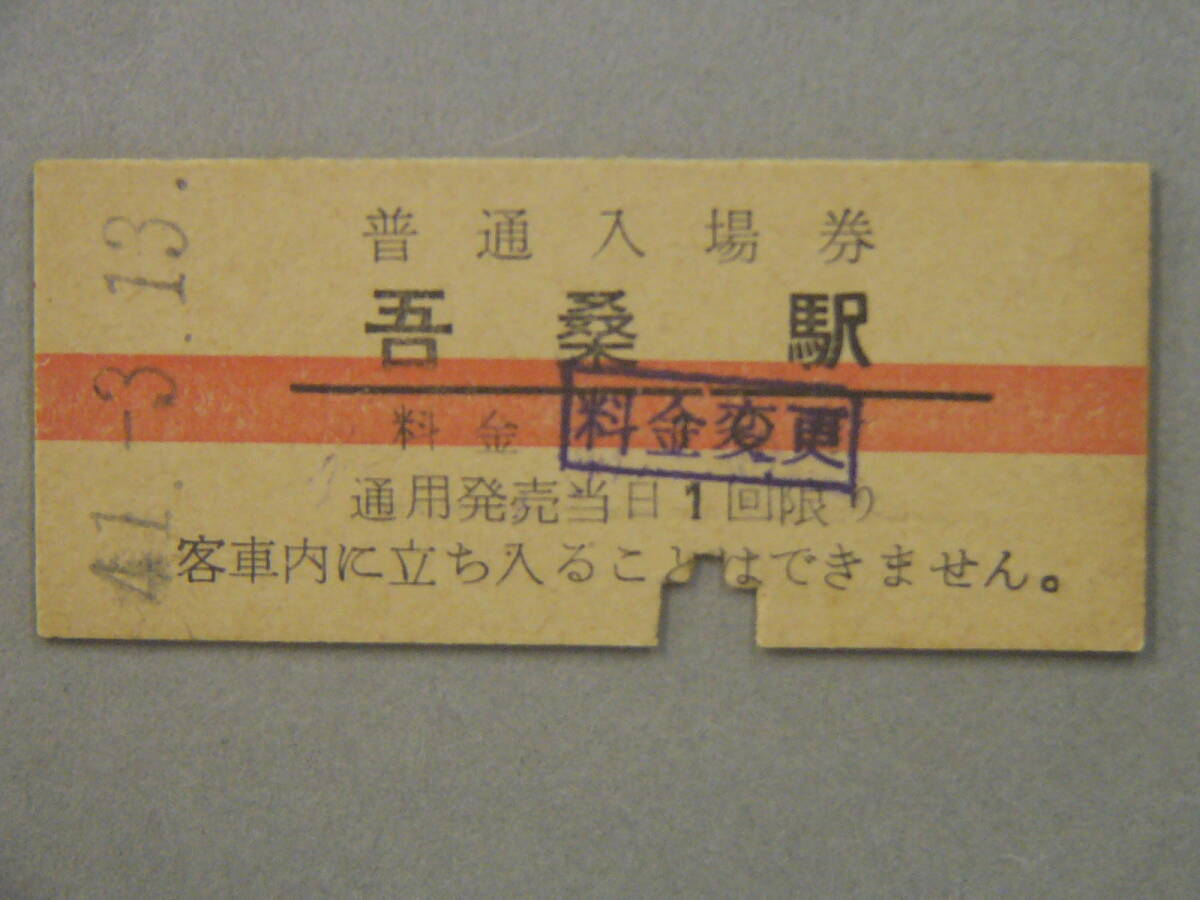 41.-3.13.
普通入場券
吾桑駅
料金
料金変更
通用発売当日1回限り
客車内に立ち入ることはできません。